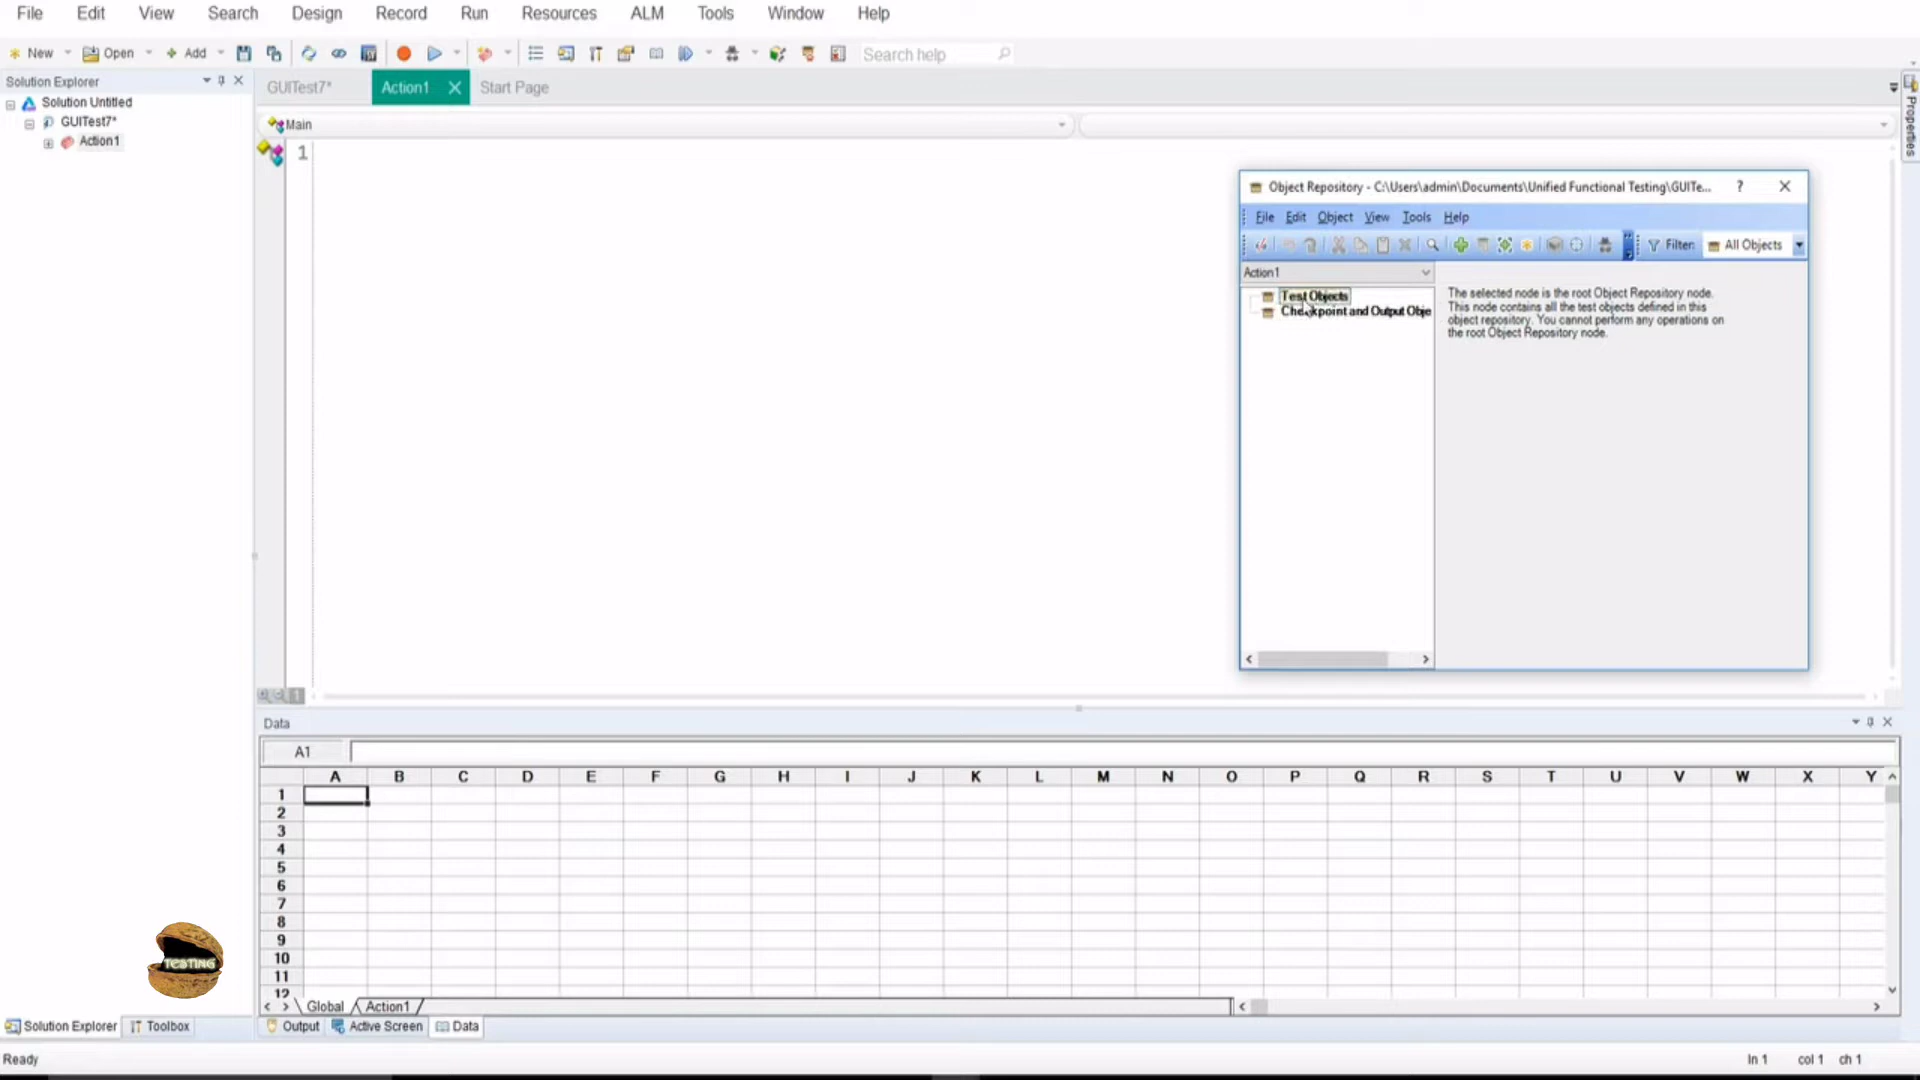 File Edit View Search Design Record Run Resources ALM Tools Window Help
New Open Add Search help
Solution Explorer
GUITest7* Action1 Start Page
Solution Untitled
GUITest7*
Action1
Main
1
Properties
Object Repository - C:\Users\admin\Documents\Unified Functional Testing\GUITe... ?
File Edit Object View Tools Help
Filter: All Objects
Action1
Test Objects
Checkpoint and Output Obje
The selected node is the root Object Repository node.
This node contains all the test objects defined in this
object repository. You cannot perform any operations on
the root Object Repository node.
Data
A1
A B C D E F G H I J K L M N O P Q R S T U V W X Y
1
2
3
4
5
6
7
8
9
10
11
12
TESTING
Global Action1
Solution Explorer Toolbox Output Active Screen Data
Ready ln 1 col 1 ch 1